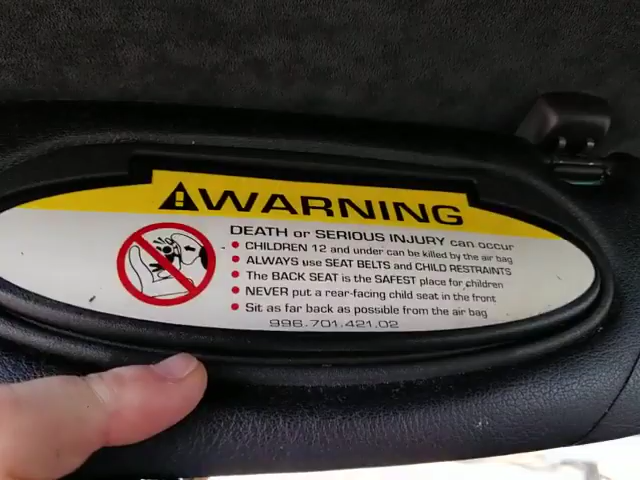 WARNING
DEATH or SERIOUS INJURY can occur
CHILDREN 12 and under can be killed by the air bag
ALWAYS use SEAT BELTS and CHILD RESTRAINTS
The BACK SEAT is the SAFEST place for children
NEVER put a rear-facing child seat in the front
Sit as far back as possible from the air bag
996.701.421.02